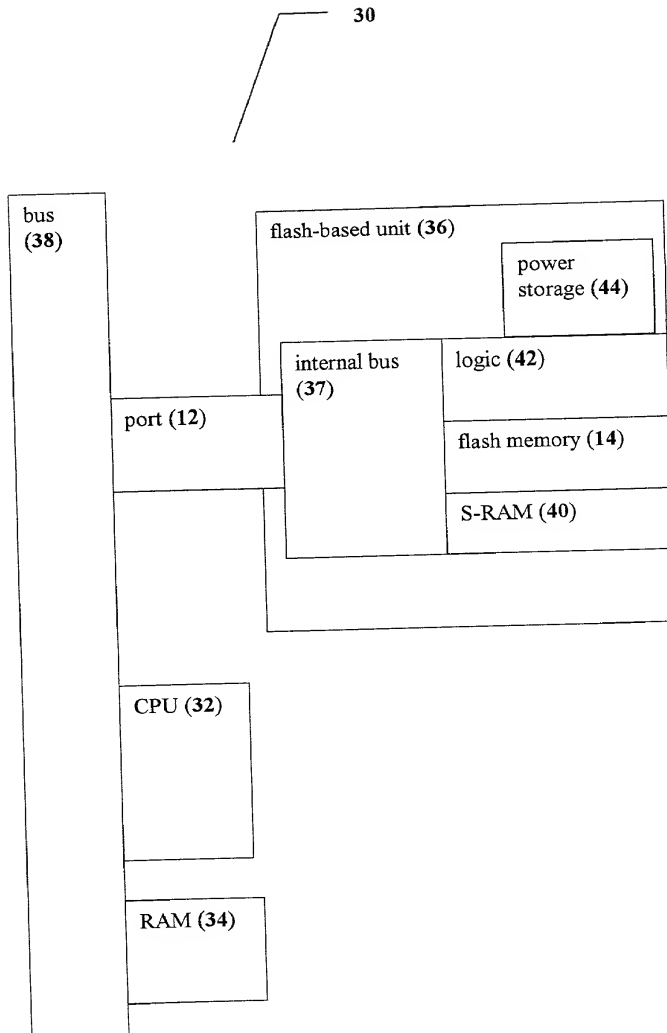 30
bus
(38)
flash-based unit (36)
power
storage (44)
internal bus
(37)
logic (42)
port (12)
flash memory (14)
S-RAM (40)
CPU (32)
RAM (34)